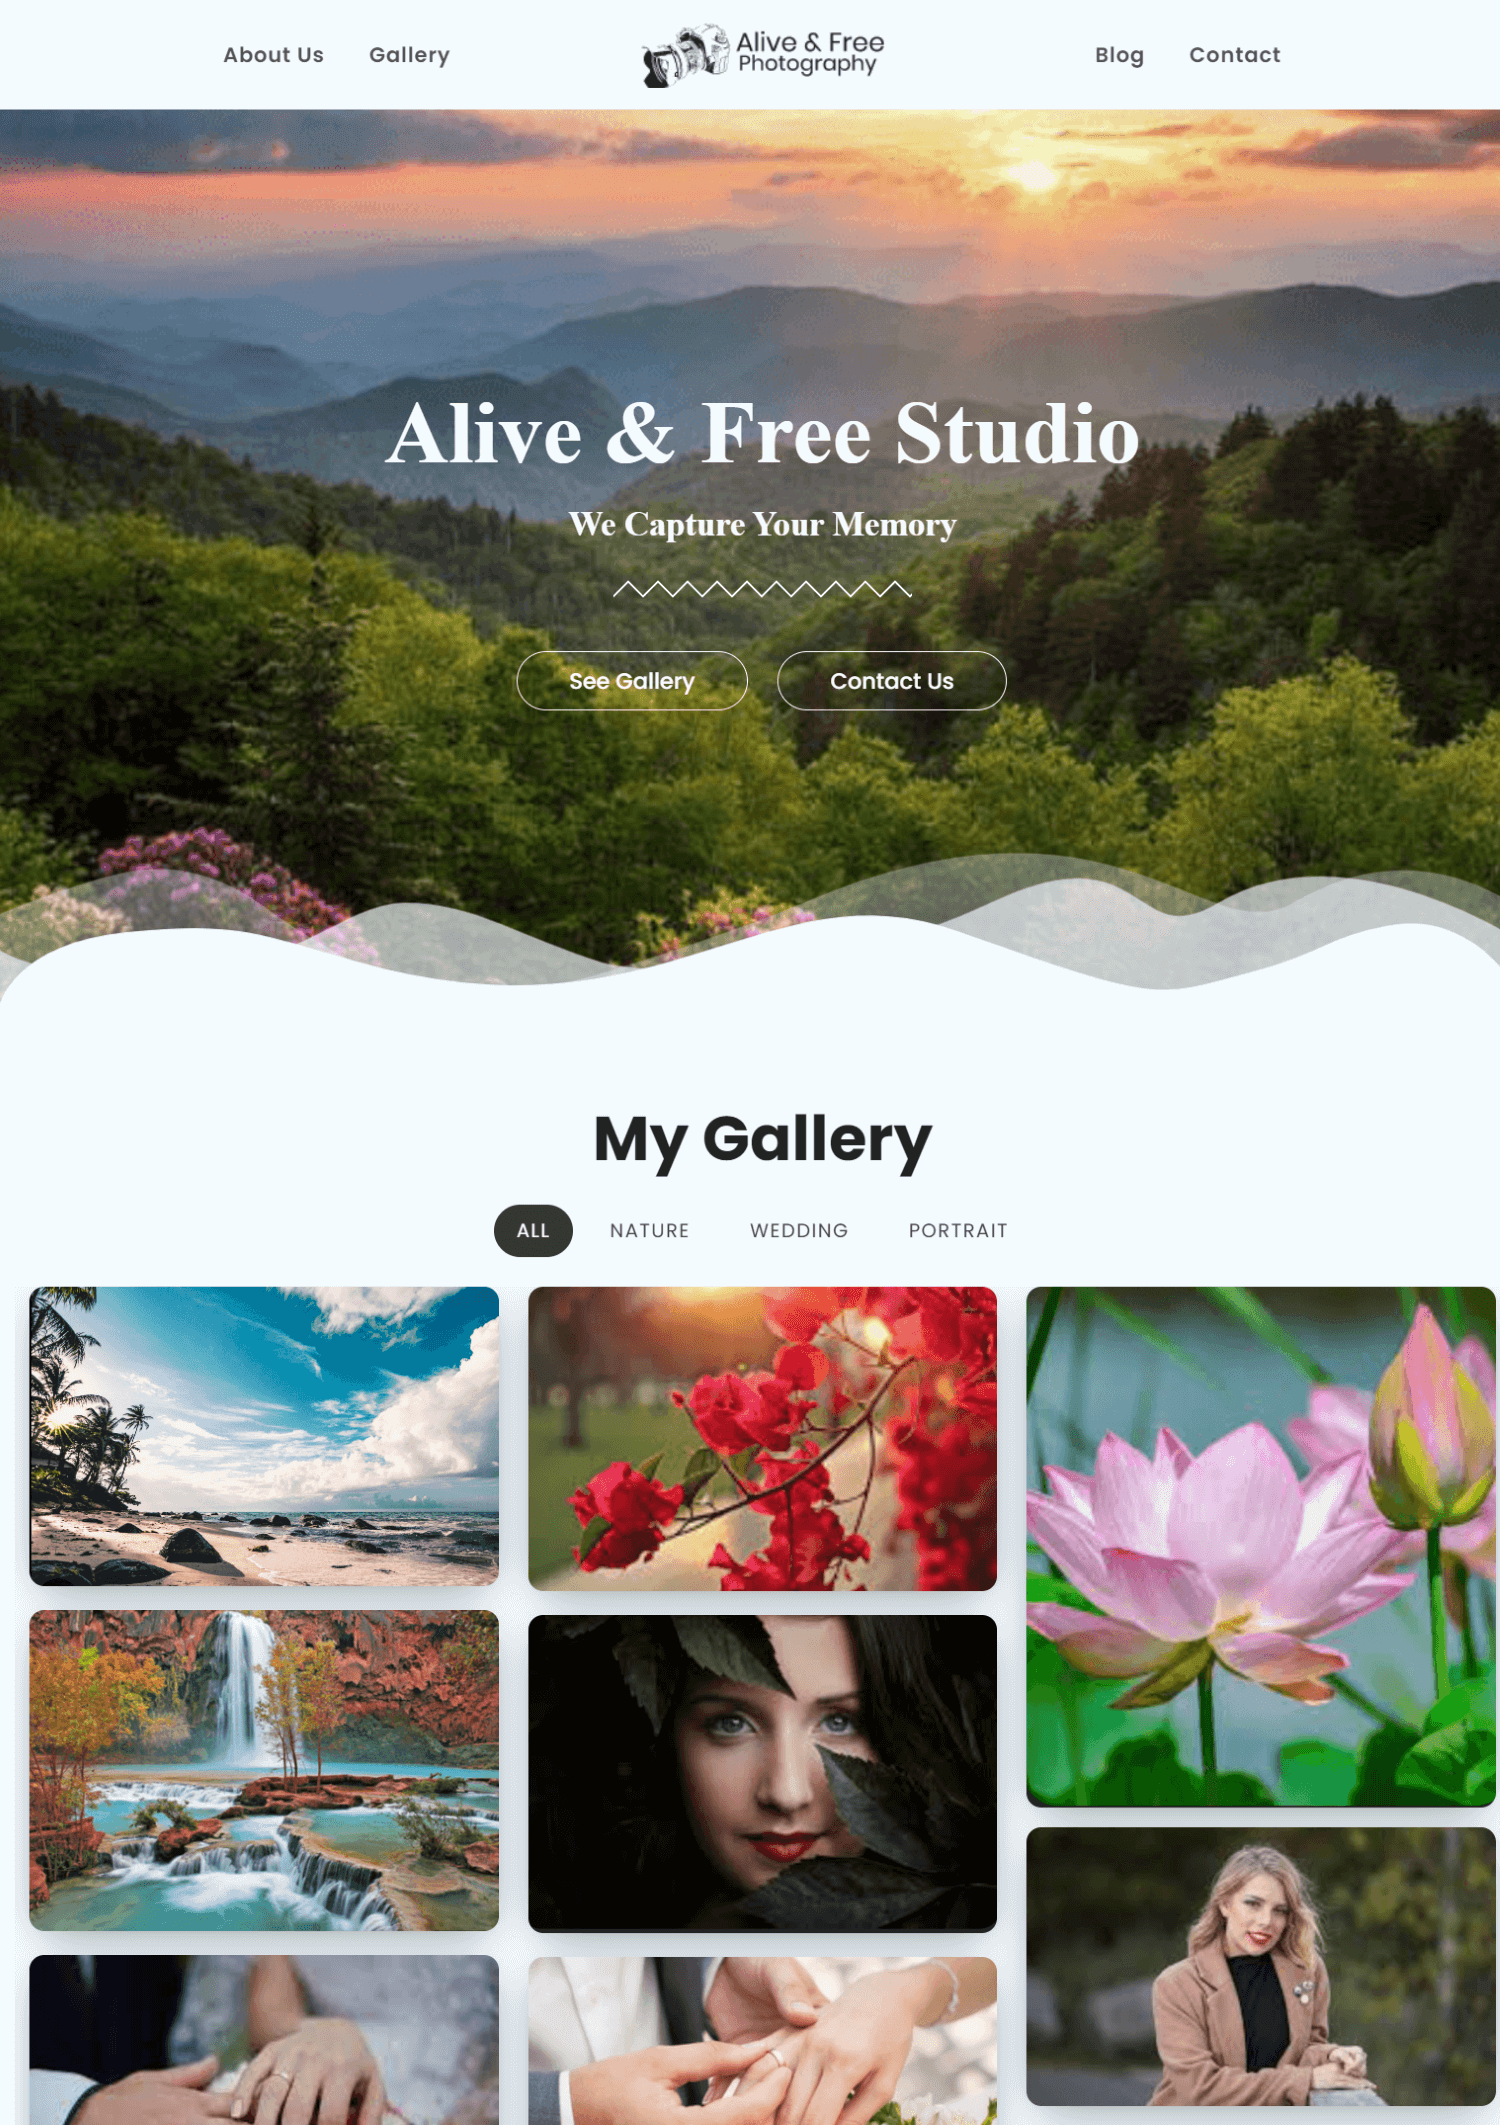 About Us
Gallery
Alive & Free
Photography
Blog
Contact
Alive & Free Studio
We Capture Your Memory
See Gallery
Contact Us
My Gallery
ALL
NATURE
WEDDING
PORTRAIT